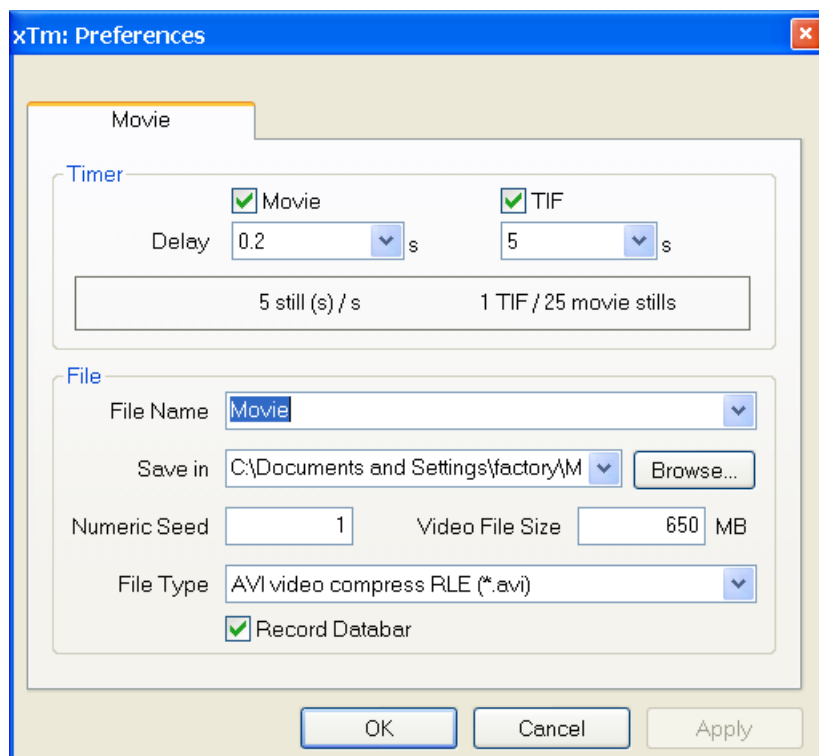 xTm: Preferences
Movie
Timer
Movie TIF
Delay 0.2 s 5 s
5 still (s) / s 1 TIF / 25 movie stills
File
File Name Movie
Save in C:\Documents and Settings\factory\M Browse...
Numeric Seed 1 Video File Size 650 MB
File Type AVI video compress RLE (*.avi)
Record Databar
OK Cancel Apply